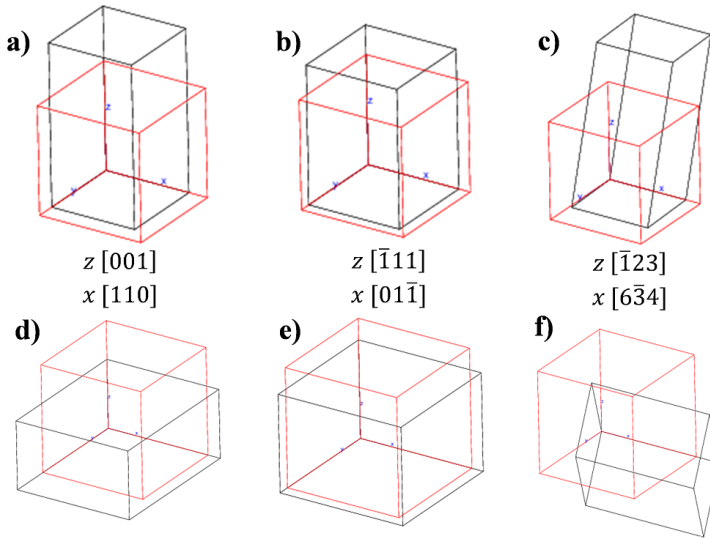 a)
b)
c)
z
x
y
z
x
y
z
x
y
z [001]
x [110]
z [1̅11]
x [011̅]
z [1̅23]
x [63̅4]
d)
e)
f)
z
x
y
z
x
y
z
x
y